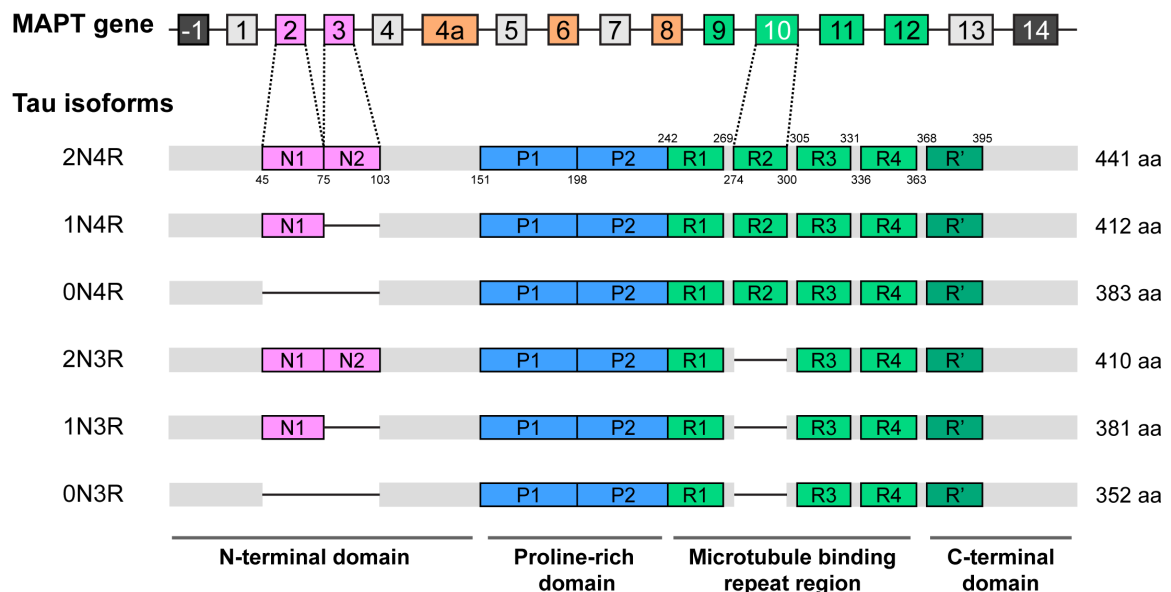 MAPT gene -1 1 2 3 4 4a 5 6 7 8 9 10 11 12 13 14
Tau isoforms
242 269 305 331 368 395
2N4R N1 N2 P1 P2 R1 R2 R3 R4 R’ 441 aa
45 75 103 151 198 274 300 336 363
1N4R N1 P1 P2 R1 R2 R3 R4 R’ 412 aa
0N4R P1 P2 R1 R2 R3 R4 R’ 383 aa
2N3R N1 N2 P1 P2 R1 R3 R4 R’ 410 aa
1N3R N1 P1 P2 R1 R3 R4 R’ 381 aa
0N3R P1 P2 R1 R3 R4 R’ 352 aa
N-terminal domain
Proline-rich
domain
Microtubule binding
repeat region
C-terminal
domain